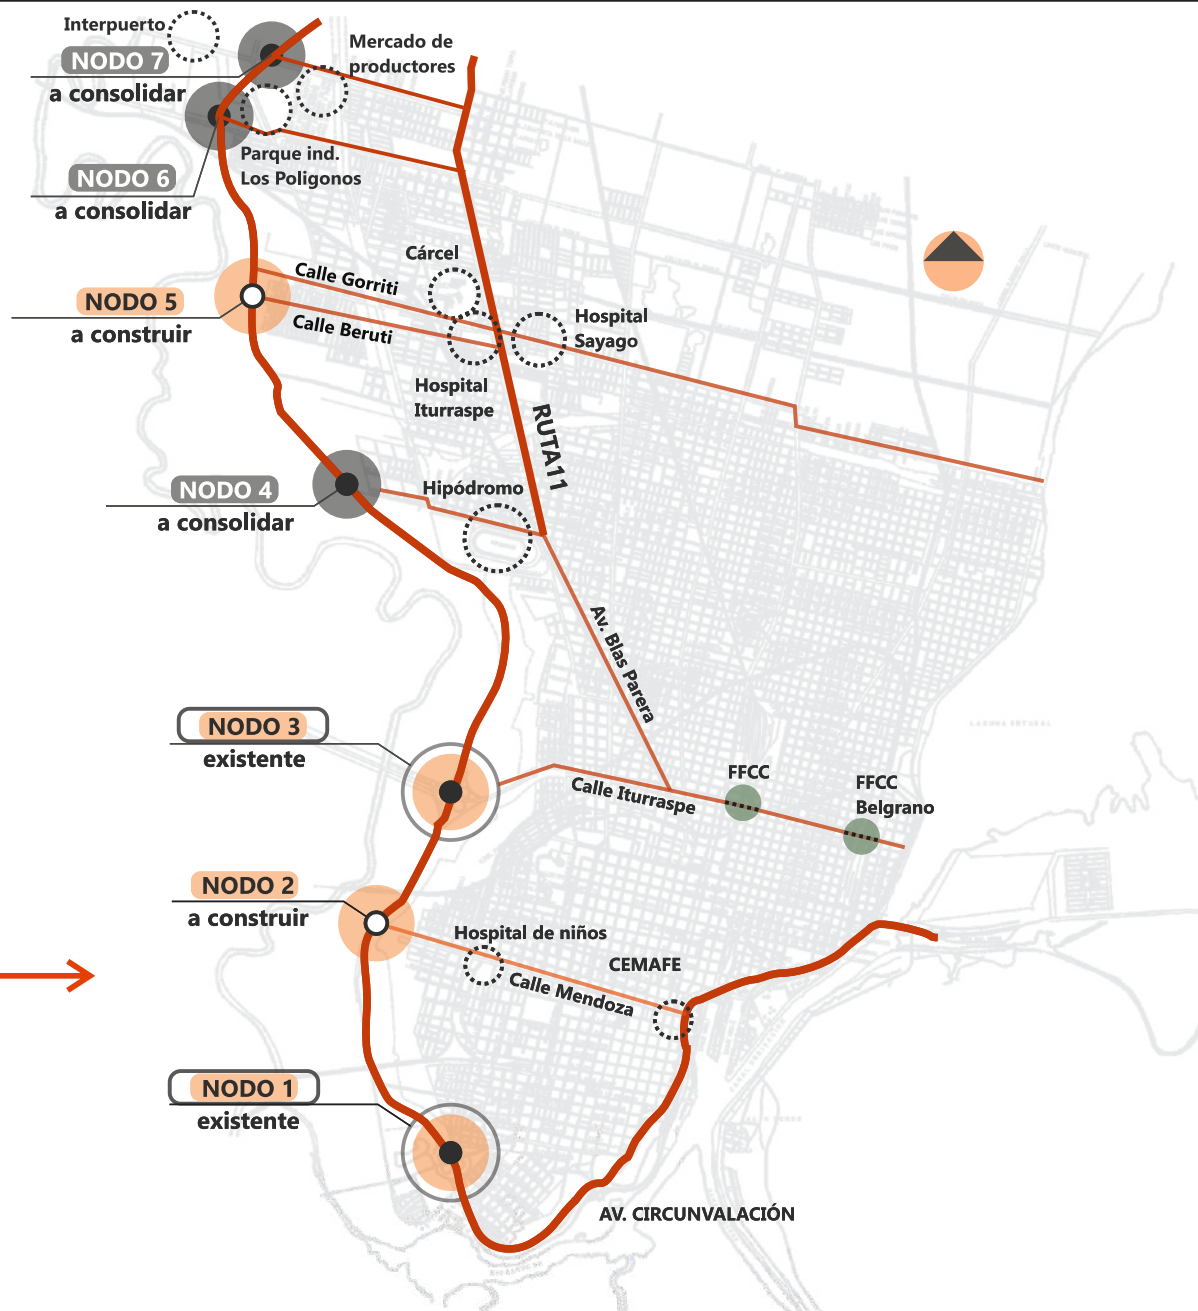 Interpuerto
NODO 7
a consolidar
Mercado de
productores
Parque ind.
Los Poligonos
NODO 6
a consolidar
Cárcel
Calle Gorriti
NODO 5
a construir
Calle Beruti
Hospital
Sayago
Hospital
Iturraspe
RUTA11
NODO 4
a consolidar
Hipódromo
Av. Blas Parera
NODO 3
existente
LAGUNA SETUBAL
Calle Iturraspe
FFCC
FFCC
Belgrano
NODO 2
a construir
Hospital de niños
CEMAFE
Calle Mendoza
NODO 1
existente
AV. CIRCUNVALACIÓN